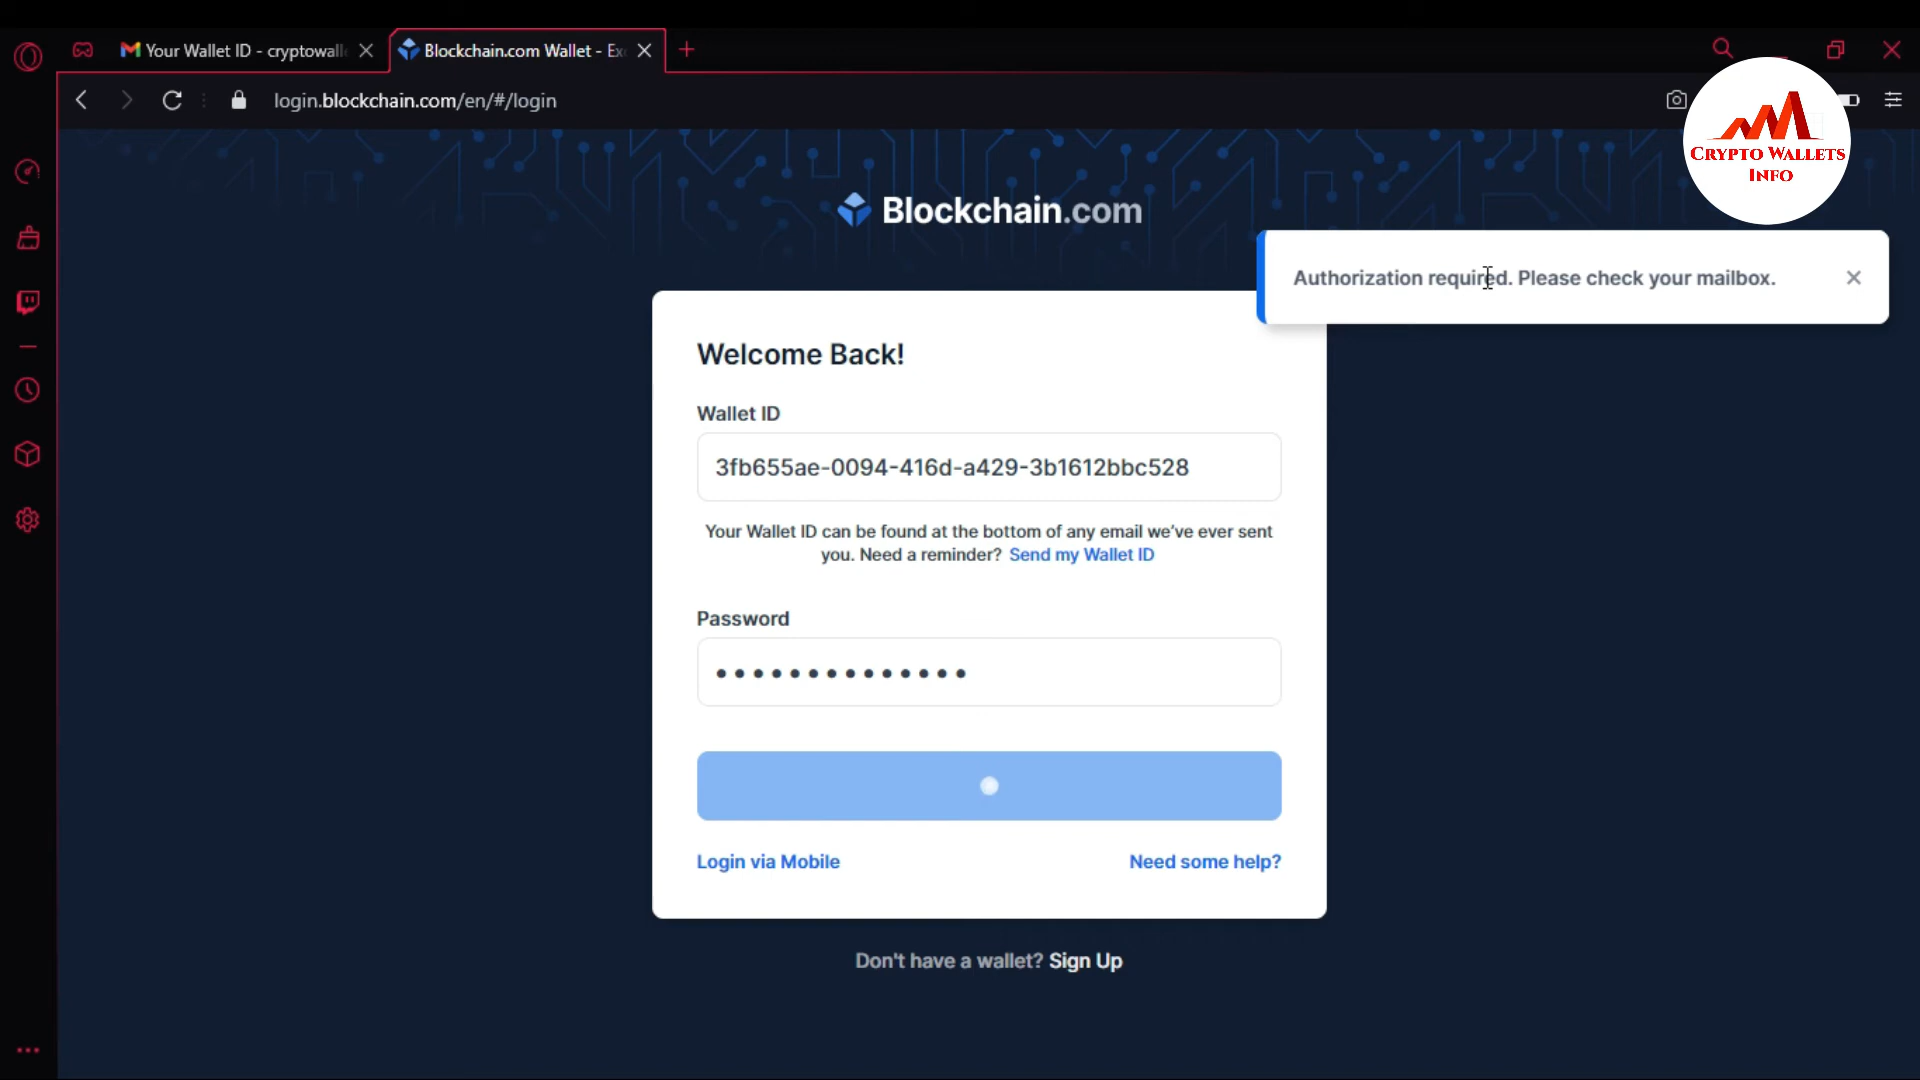 Your Wallet ID - cryptowall
Blockchain.com Wallet - Ex
login.blockchain.com/en/#/login
CRYPTO WALLETS
INFO
Blockchain.com
Authorization required. Please check your mailbox.
Welcome Back!
Wallet ID
3fb655ae-0094-416d-a429-3b1612bbc528
Your Wallet ID can be found at the bottom of any email we've ever sent
you. Need a reminder? Send my Wallet ID
Password
Login via Mobile
Need some help?
Don't have a wallet? Sign Up